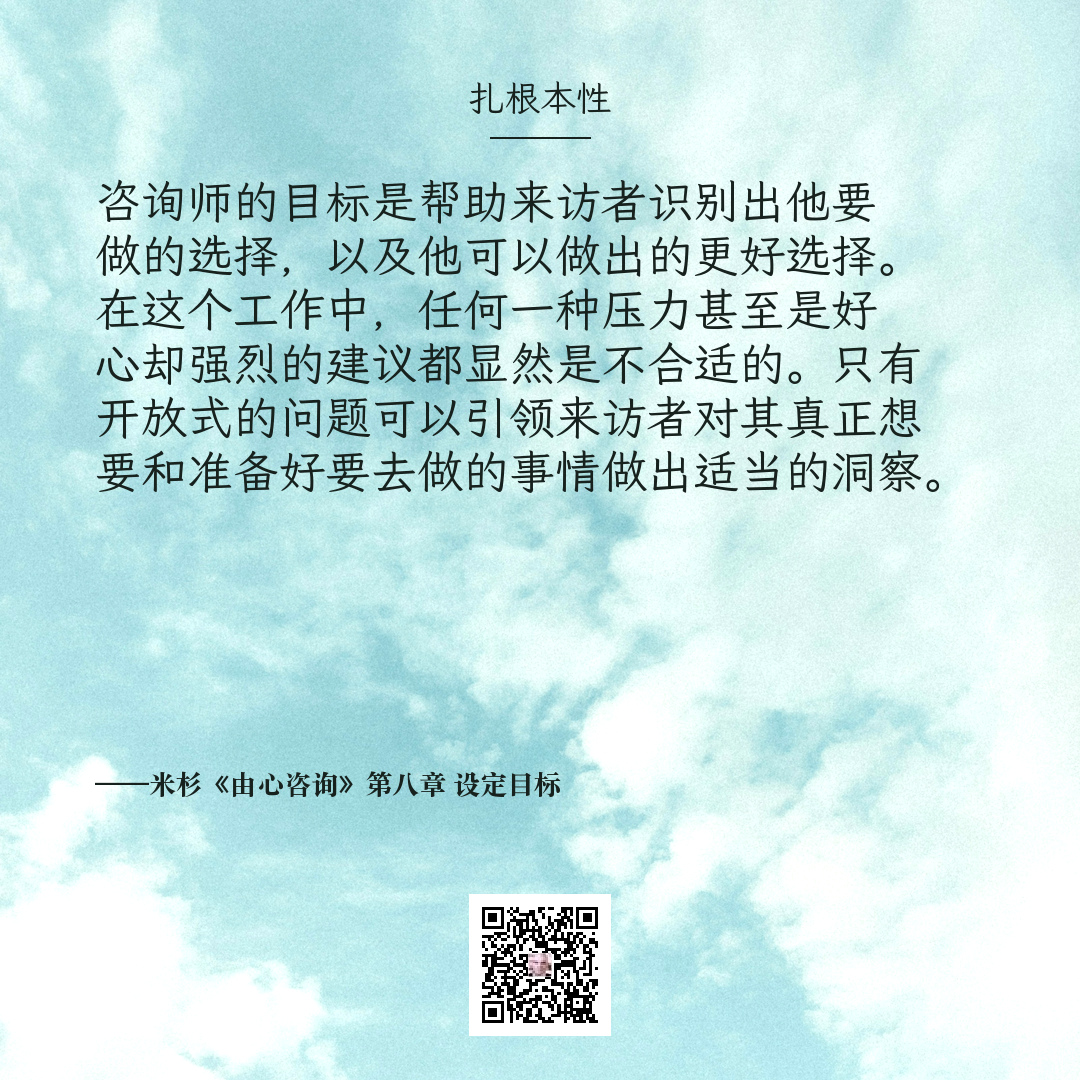 扎根本性
咨询师的目标是帮助来访者识别出他要
做的选择，以及他可以做出的更好选择。
在这个工作中，任何一种压力甚至是好
心却强烈的建议都显然是不合适的。只有
开放式的问题可以引领来访者对其真正想
要和准备好要去做的事情做出适当的洞察。
——米杉《由心咨询》第八章 设定目标